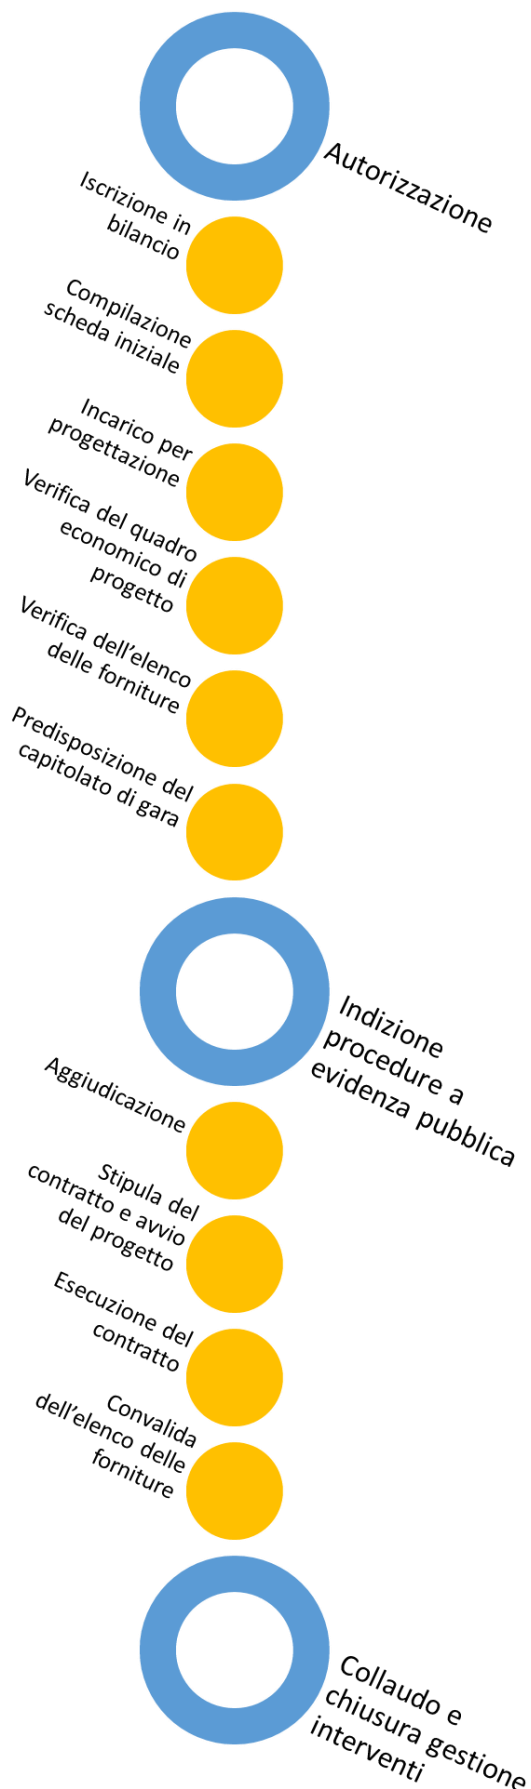 Autorizzazione
Iscrizione in
bilancio
Compilazione
scheda iniziale
Incarico per
progettazione
Verifica del quadro
economico di
progetto
Verifica dell'elenco
delle forniture
Predisposizione del
capitolato di gara
Indizione
procedure a
evidenza pubblica
Aggiudicazione
Stipula del
contratto e avvio
del progetto
Esecuzione del
contratto
Convalida
dell'elenco delle
forniture
Collaudo e
chiusura gestione
interventi